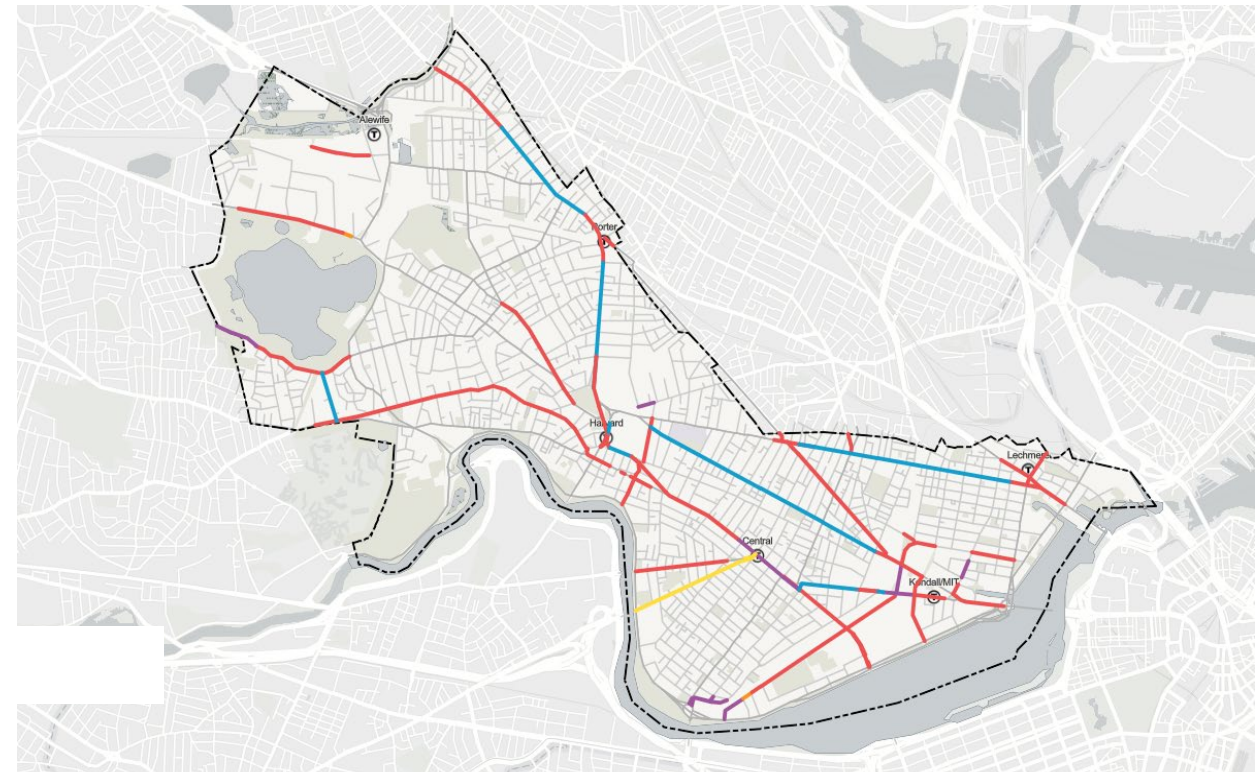 Alewife
Porter
Harvard
Lechmere
Central
Kendall/MIT